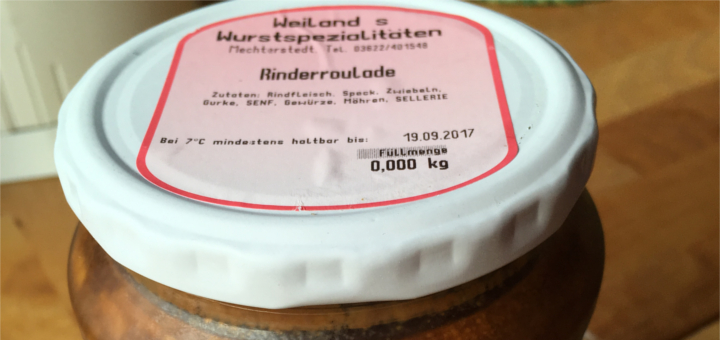 Weiland s
Wurstspezialitäten
Mechterstedt. Tel. 03622/401548
Rinderroulade
Zutaten: Rindfleisch, Speck, Zwiebeln,
Gurke, SENF, Gewürze, Möhren, SELLERIE
Bei 7°C mindestens haltbar bis: 19.09.2017
Füllmenge
0,000 kg